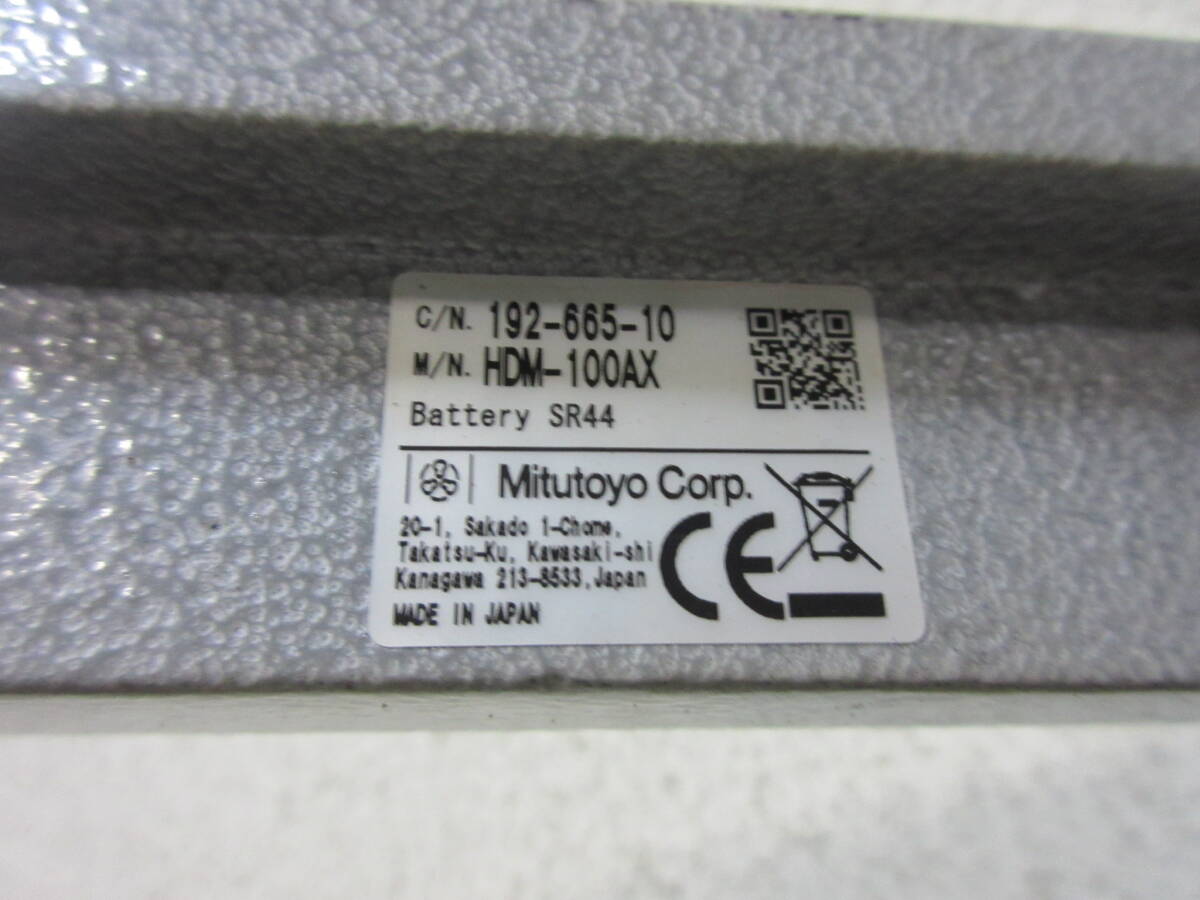 C/N. 192-665-10
M/N. HDM-100AX
Battery SR44
Mitutoyo Corp.
20-1, Sakado 1-Chome,
Takatsu-Ku, Kawasaki-shi
Kanagawa 213-8533, Japan
MADE IN JAPAN
CE